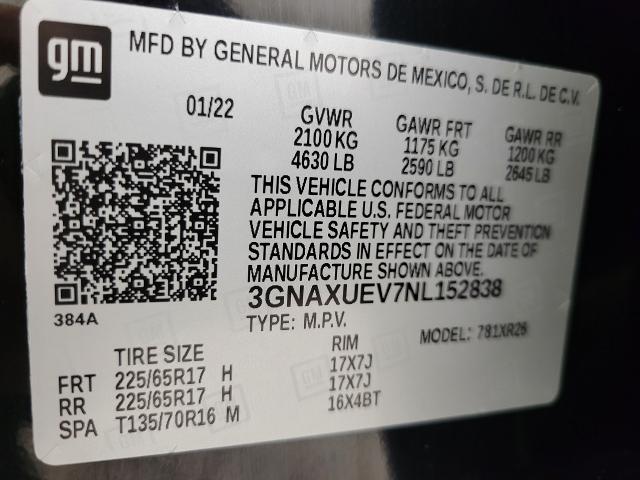 gm
MFD BY GENERAL MOTORS DE MEXICO, S. DE R.L. DE C.V.
01/22
GVWR GAWR FRT GAWR RR
2100 KG 1175 KG 1200 KG
4630 LB 2590 LB 2645 LB
THIS VEHICLE CONFORMS TO ALL
APPLICABLE U.S. FEDERAL MOTOR
VEHICLE SAFETY AND THEFT PREVENTION
STANDARDS IN EFFECT ON THE DATE OF
MANUFACTURE SHOWN ABOVE.
3GNAXUEV7NL152838
384A
TYPE: M.P.V. MODEL: 781XR26
TIRE SIZE RIM
FRT 225/65R17 H 17X7J
RR 225/65R17 H 17X7J
SPA T135/70R16 M 16X4BT